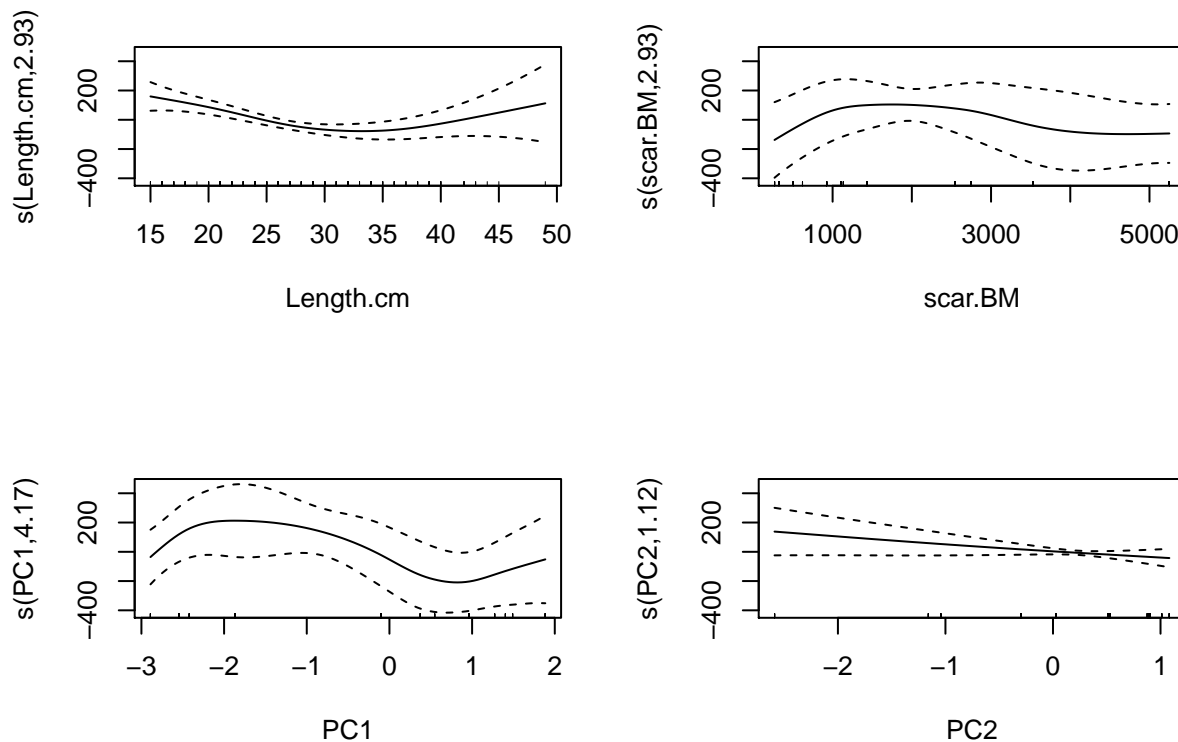 s(Length.cm,2.93)
200
−400
15 20 25 30 35 40 45 50
Length.cm
s(scar.BM,2.93)
200
−400
1000 3000 5000
scar.BM
s(PC1,4.17)
200
−400
−3 −2 −1 0 1 2
PC1
s(PC2,1.12)
200
−400
−2 −1 0 1
PC2